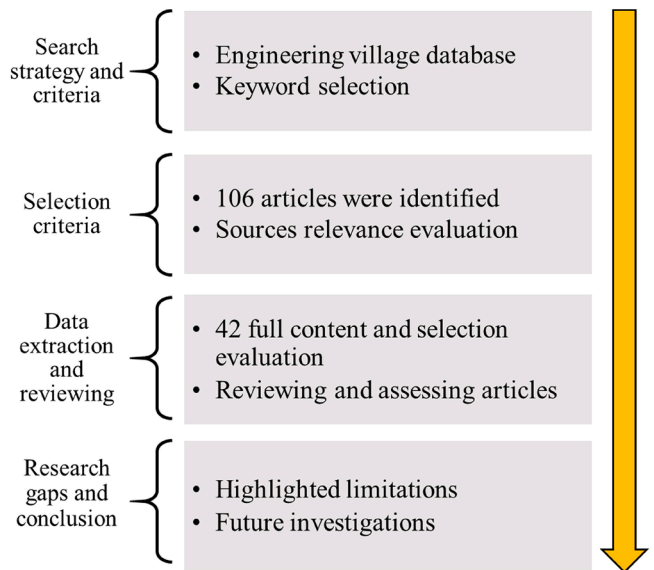 Search
strategy and
criteria
• Engineering village database
• Keyword selection
Selection
criteria
• 106 articles were identified
• Sources relevance evaluation
Data
extraction
and
reviewing
• 42 full content and selection
evaluation
• Reviewing and assessing articles
Research
gaps and
conclusion
• Highlighted limitations
• Future investigations